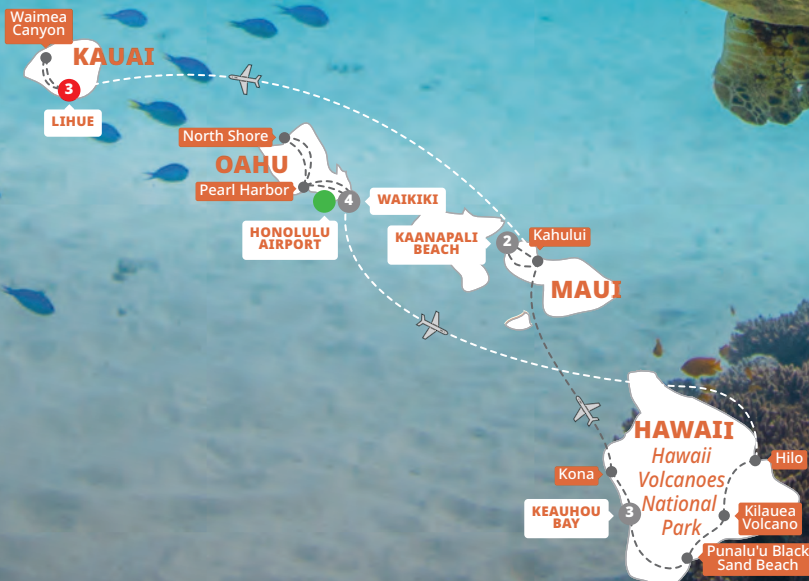 Waimea
Canyon
KAUAI
3
LIHUE
North Shore
OAHU
Pearl Harbor
4
WAIKIKI
HONOLULU
AIRPORT
KAANAPALI
BEACH
2
Kahului
MAUI
HAWAII
Hawaii
Volcanoes
National
Park
Kona
Hilo
KEAUHOU
BAY
3
Kilauea
Volcano
Punalu'u Black
Sand Beach